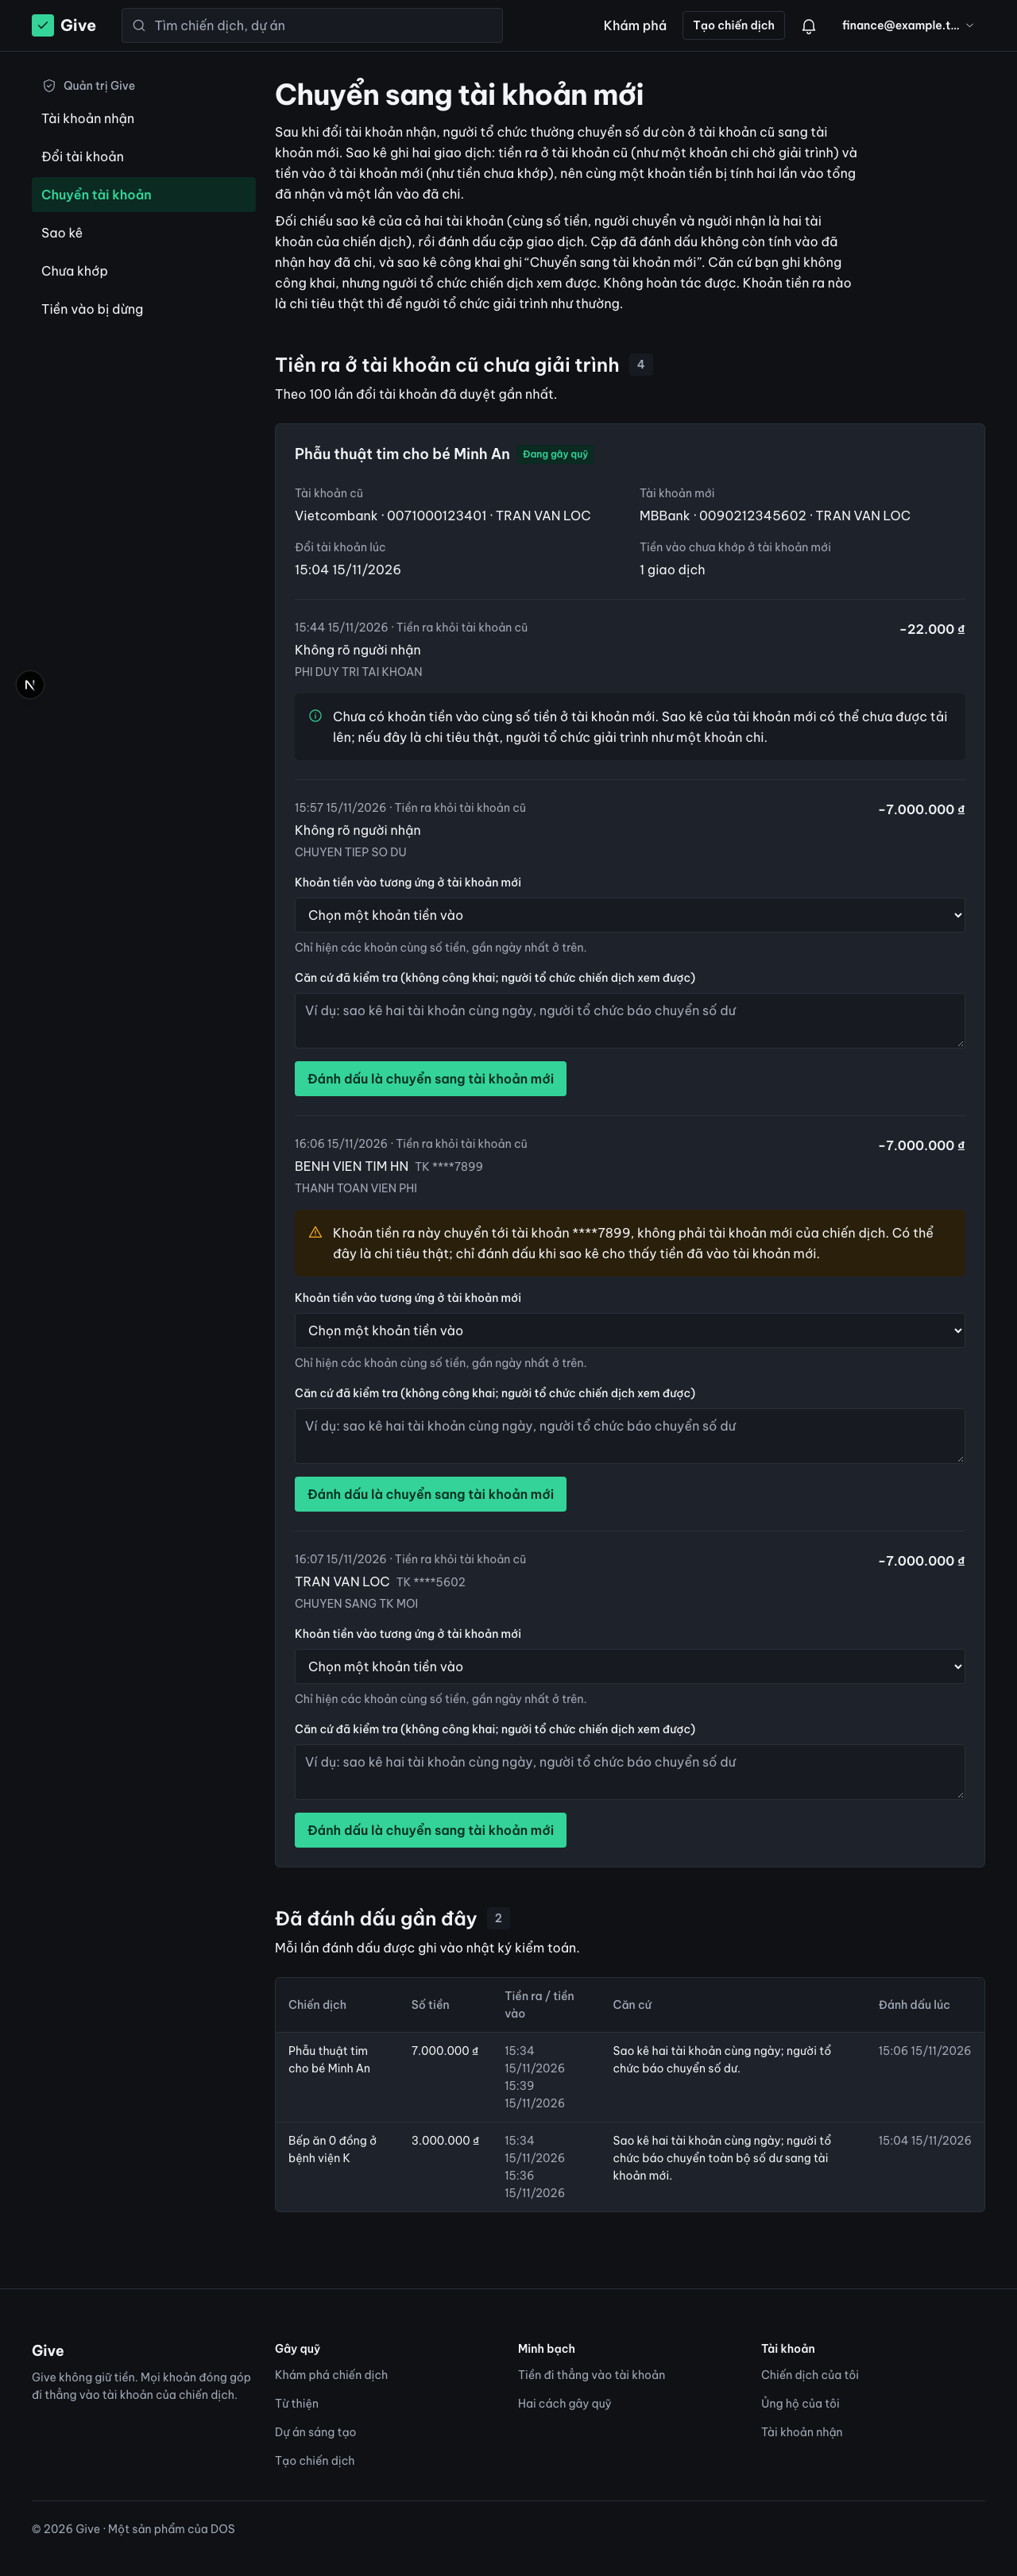 Give
Tìm chiến dịch, dự án
Khám phá
Tạo chiến dịch
finance@example.t...
Quản trị Give
Tài khoản nhận
Đổi tài khoản
Chuyển tài khoản
Sao kê
Chưa khớp
Tiền vào bị dừng
Chuyển sang tài khoản mới
Sau khi đổi tài khoản nhận, người tổ chức thường chuyển số dư còn ở tài khoản cũ sang tài
khoản mới. Sao kê ghi hai giao dịch: tiền ra ở tài khoản cũ (như một khoản chi chờ giải trình) và
tiền vào ở tài khoản mới (như tiền chưa khớp), nên cùng một khoản tiền bị tính hai lần vào tổng
đã nhận và một lần vào đã chi.
Đối chiếu sao kê của cả hai tài khoản (cùng số tiền, người chuyển và người nhận là hai tài
khoản của chiến dịch), rồi đánh dấu cặp giao dịch. Cặp đã đánh dấu không còn tính vào đã
nhận hay đã chi, và sao kê công khai ghi “Chuyển sang tài khoản mới”. Căn cứ bạn ghi không
công khai, nhưng người tổ chức chiến dịch xem được. Không hoàn tác được. Khoản tiền ra nào
là chi tiêu thật thì để người tổ chức giải trình như thường.
Tiền ra ở tài khoản cũ chưa giải trình 4
Theo 100 lần đổi tài khoản đã duyệt gần nhất.
Phẫu thuật tim cho bé Minh An Đang gây quỹ
Tài khoản cũ
Vietcombank · 0071000123401 · TRAN VAN LOC
Tài khoản mới
MBBank · 0090212345602 · TRAN VAN LOC
Đổi tài khoản lúc
15:04 15/11/2026
Tiền vào chưa khớp ở tài khoản mới
1 giao dịch
15:44 15/11/2026 · Tiền ra khỏi tài khoản cũ
-22.000 ₫
Không rõ người nhận
PHI DUY TRI TAI KHOAN
Chưa có khoản tiền vào cùng số tiền ở tài khoản mới. Sao kê của tài khoản mới có thể chưa được tải
lên; nếu đây là chi tiêu thật, người tổ chức giải trình như một khoản chi.
15:57 15/11/2026 · Tiền ra khỏi tài khoản cũ
-7.000.000 ₫
Không rõ người nhận
CHUYEN TIEP SO DU
Khoản tiền vào tương ứng ở tài khoản mới
Chọn một khoản tiền vào
Chỉ hiện các khoản cùng số tiền, gần ngày nhất ở trên.
Căn cứ đã kiểm tra (không công khai; người tổ chức chiến dịch xem được)
Ví dụ: sao kê hai tài khoản cùng ngày, người tổ chức báo chuyển số dư
Đánh dấu là chuyển sang tài khoản mới
16:06 15/11/2026 · Tiền ra khỏi tài khoản cũ
-7.000.000 ₫
BENH VIEN TIM HN TK ****7899
THANH TOAN VIEN PHI
Khoản tiền ra này chuyển tới tài khoản ****7899, không phải tài khoản mới của chiến dịch. Có thể
đây là chi tiêu thật; chỉ đánh dấu khi sao kê cho thấy tiền đã vào tài khoản mới.
Khoản tiền vào tương ứng ở tài khoản mới
Chọn một khoản tiền vào
Chỉ hiện các khoản cùng số tiền, gần ngày nhất ở trên.
Căn cứ đã kiểm tra (không công khai; người tổ chức chiến dịch xem được)
Ví dụ: sao kê hai tài khoản cùng ngày, người tổ chức báo chuyển số dư
Đánh dấu là chuyển sang tài khoản mới
16:07 15/11/2026 · Tiền ra khỏi tài khoản cũ
-7.000.000 ₫
TRAN VAN LOC TK ****5602
CHUYEN SANG TK MOI
Khoản tiền vào tương ứng ở tài khoản mới
Chọn một khoản tiền vào
Chỉ hiện các khoản cùng số tiền, gần ngày nhất ở trên.
Căn cứ đã kiểm tra (không công khai; người tổ chức chiến dịch xem được)
Ví dụ: sao kê hai tài khoản cùng ngày, người tổ chức báo chuyển số dư
Đánh dấu là chuyển sang tài khoản mới
Đã đánh dấu gần đây 2
Mỗi lần đánh dấu được ghi vào nhật ký kiểm toán.
Chiến dịch
Số tiền
Tiền ra / tiền
vào
Căn cứ
Đánh dấu lúc
Phẫu thuật tim
cho bé Minh An
7.000.000 ₫
15:34
15/11/2026
15:39
15/11/2026
Sao kê hai tài khoản cùng ngày; người tổ
chức báo chuyển số dư.
15:06 15/11/2026
Bếp ăn 0 đồng ở
bệnh viện K
3.000.000 ₫
15:34
15/11/2026
15:36
15/11/2026
Sao kê hai tài khoản cùng ngày; người tổ
chức báo chuyển toàn bộ số dư sang tài
khoản mới.
15:04 15/11/2026
Give
Give không giữ tiền. Mọi khoản đóng góp
đi thẳng vào tài khoản của chiến dịch.
Gây quỹ
Khám phá chiến dịch
Từ thiện
Dự án sáng tạo
Tạo chiến dịch
Minh bạch
Tiền đi thẳng vào tài khoản
Hai cách gây quỹ
Tài khoản
Chiến dịch của tôi
Ủng hộ của tôi
Tài khoản nhận
© 2026 Give · Một sản phẩm của DOS